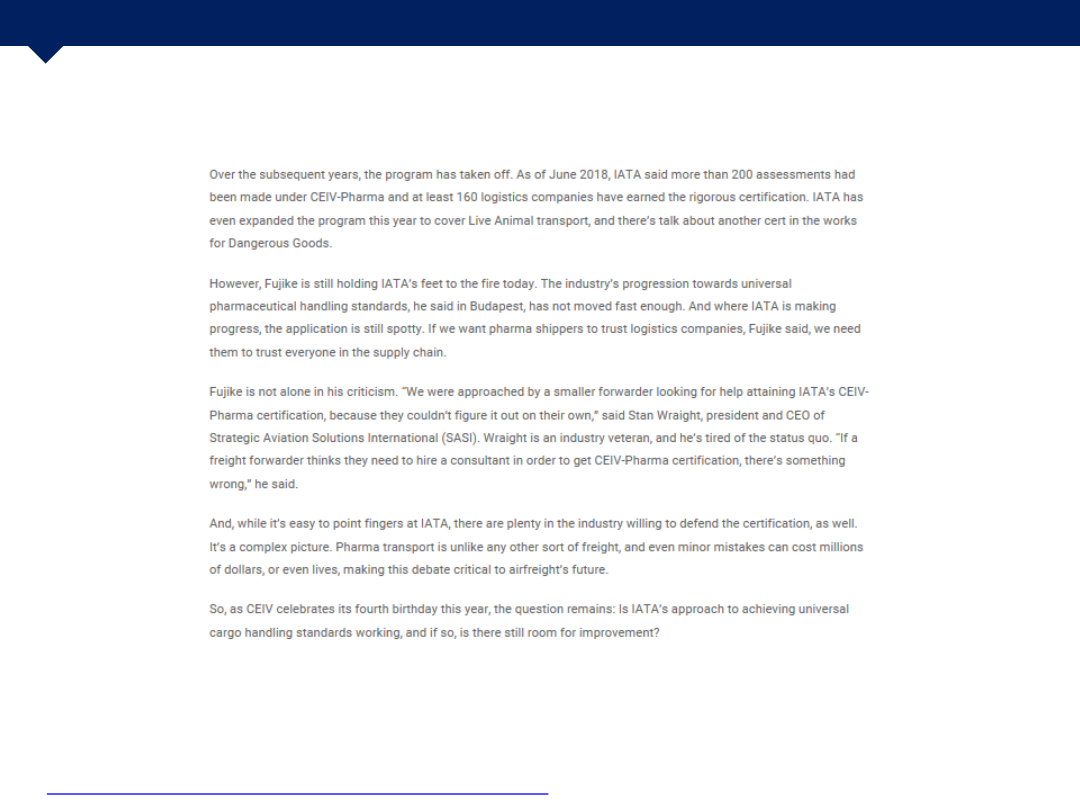 Over the subsequent years, the program has taken off. As of June 2018, IATA said more than 200 assessments had
been made under CEIV-Pharma and at least 160 logistics companies have earned the rigorous certification. IATA has
even expanded the program this year to cover Live Animal transport, and there's talk about another cert in the works
for Dangerous Goods.
However, Fujike is still holding IATA's feet to the fire today. The industry's progression towards universal
pharmaceutical handling standards, he said in Budapest, has not moved fast enough. And where IATA is making
progress, the application is still spotty. If we want pharma shippers to trust logistics companies, Fujike said, we need
them to trust everyone in the supply chain.
Fujike is not alone in his criticism. “We were approached by a smaller forwarder looking for help attaining IATA's CEIV-
Pharma certification, because they couldn't figure it out on their own,” said Stan Wraight, president and CEO of
Strategic Aviation Solutions International (SASI). Wraight is an industry veteran, and he's tired of the status quo. “If a
freight forwarder thinks they need to hire a consultant in order to get CEIV-Pharma certification, there's something
wrong,” he said.
And, while it's easy to point fingers at IATA, there are plenty in the industry willing to defend the certification, as well.
It's a complex picture. Pharma transport is unlike any other sort of freight, and even minor mistakes can cost millions
of dollars, or even lives, making this debate critical to airfreight's future.
So, as CEIV celebrates its fourth birthday this year, the question remains: Is IATA's approach to achieving universal
cargo handling standards working, and if so, is there still room for improvement?